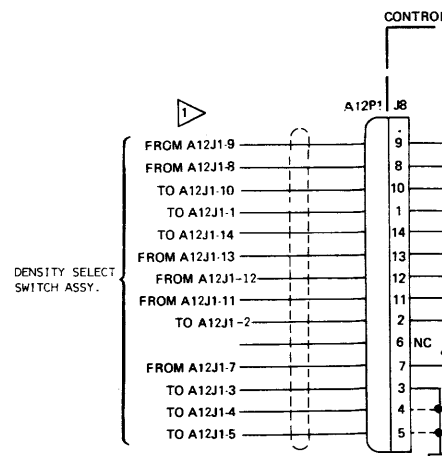 CONTROL
1
A12P1 J8
FROM A12J1-9 9
FROM A12J1-8 8
TO A12J1-10 10
TO A12J1-1 1
TO A12J1-14 14
FROM A12J1-13 13
DENSITY SELECT
SWITCH ASSY.
FROM A12J1-12 12
FROM A12J1-11 11
TO A12J1-2 2
6 NC
FROM A12J1-7 7
TO A12J1-3 3
TO A12J1-4 4
TO A12J1-5 5